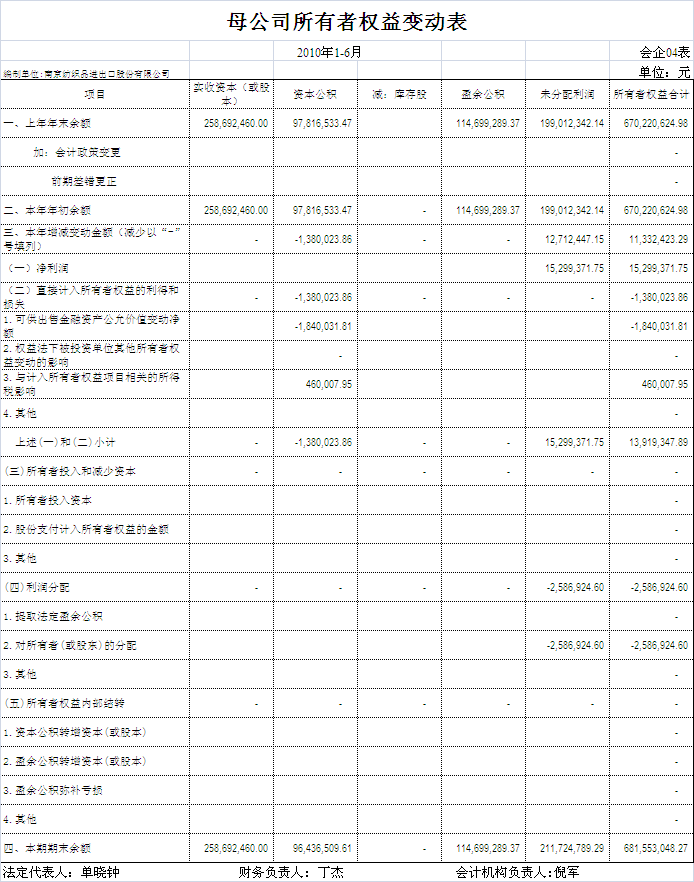 母公司所有者权益变动表
2010年1-6月 会企04表
编制单位:南京纺织品进出口股份有限公司 单位：元
项目 实收资本（或股本） 资本公积 减：库存股 盈余公积 未分配利润 所有者权益合计
一、上年年末余额 258,692,460.00 97,816,533.47 114,699,289.37 199,012,342.14 670,220,624.98
加：会计政策变更 -
前期差错更正 -
二、本年年初余额 258,692,460.00 97,816,533.47 - 114,699,289.37 199,012,342.14 670,220,624.98
三、本年增减变动金额（减少以“-”号填列） - -1,380,023.86 - - 12,712,447.15 11,332,423.29
（一）净利润 15,299,371.75 15,299,371.75
（二）直接计入所有者权益的利得和损失 - -1,380,023.86 - - - -1,380,023.86
1.可供出售金融资产公允价值变动净额 -1,840,031.81 -1,840,031.81
2.权益法下被投资单位其他所有者权益变动的影响 - -
3.与计入所有者权益项目相关的所得税影响 460,007.95 460,007.95
4.其他 -
上述(一)和(二)小计 - -1,380,023.86 - - 15,299,371.75 13,919,347.89
(三)所有者投入和减少资本 - - - - - -
1.所有者投入资本 -
2.股份支付计入所有者权益的金额 -
3.其他 -
(四)利润分配 - - - - -2,586,924.60 -2,586,924.60
1.提取法定盈余公积 -
2.对所有者(或股东)的分配 -2,586,924.60 -2,586,924.60
3.其他 -
(五)所有者权益内部结转 - - - - - -
1.资本公积转增资本(或股本) -
2.盈余公积转增资本(或股本) -
3.盈余公积弥补亏损 -
4.其他 -
四、本期期末余额 258,692,460.00 96,436,509.61 - 114,699,289.37 211,724,789.29 681,553,048.27
法定代表人：单晓钟 财务负责人：丁杰 会计机构负责人:倪军